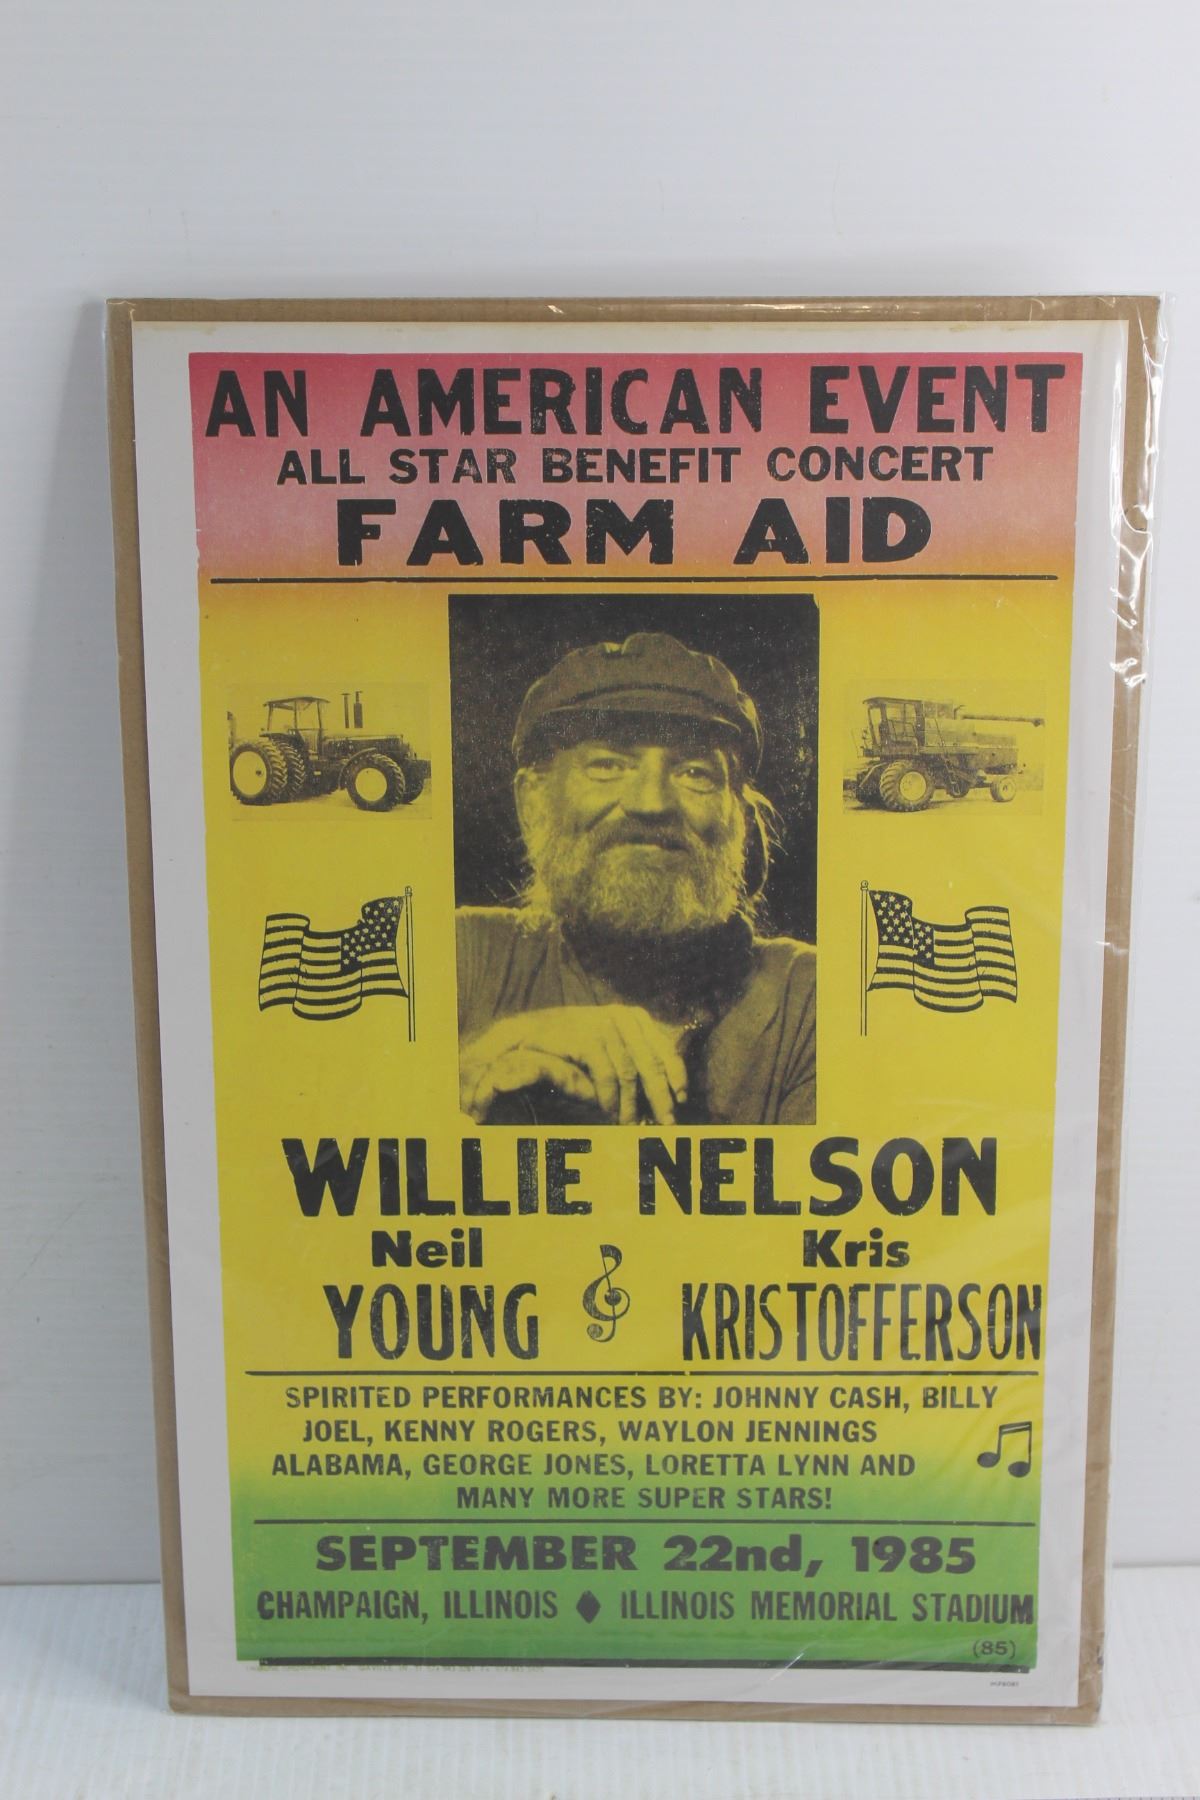 AN AMERICAN EVENT
ALL STAR BENEFIT CONCERT
FARM AID
WILLIE NELSON
Neil
YOUNG
Kris
KRISTOFFERSON
SPIRITED PERFORMANCES BY: JOHNNY CASH, BILLY
JOEL, KENNY ROGERS, WAYLON JENNINGS
ALABAMA, GEORGE JONES, LORETTA LYNN AND
MANY MORE SUPER STARS!
SEPTEMBER 22nd, 1985
CHAMPAIGN, ILLINOIS ♦ ILLINOIS MEMORIAL STADIUM
(85)